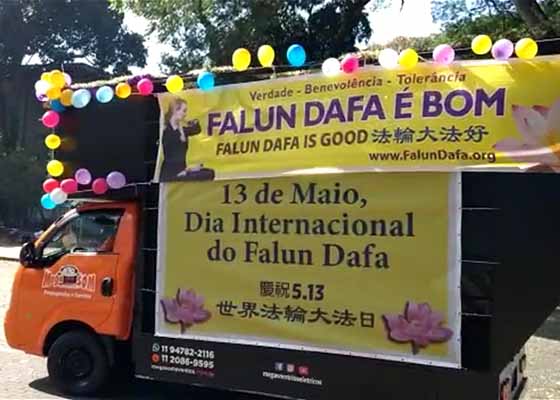 Verdade - Benevolência - Tolerância
FALUN DAFA É BOM
FALUN DAFA IS GOOD 法輪大法好
www.FalunDafa.org
13 de Maio,
Dia Internacional
do Falun Dafa
慶祝5.13
世界法輪大法日
11 94782-2116
11 2086-9595